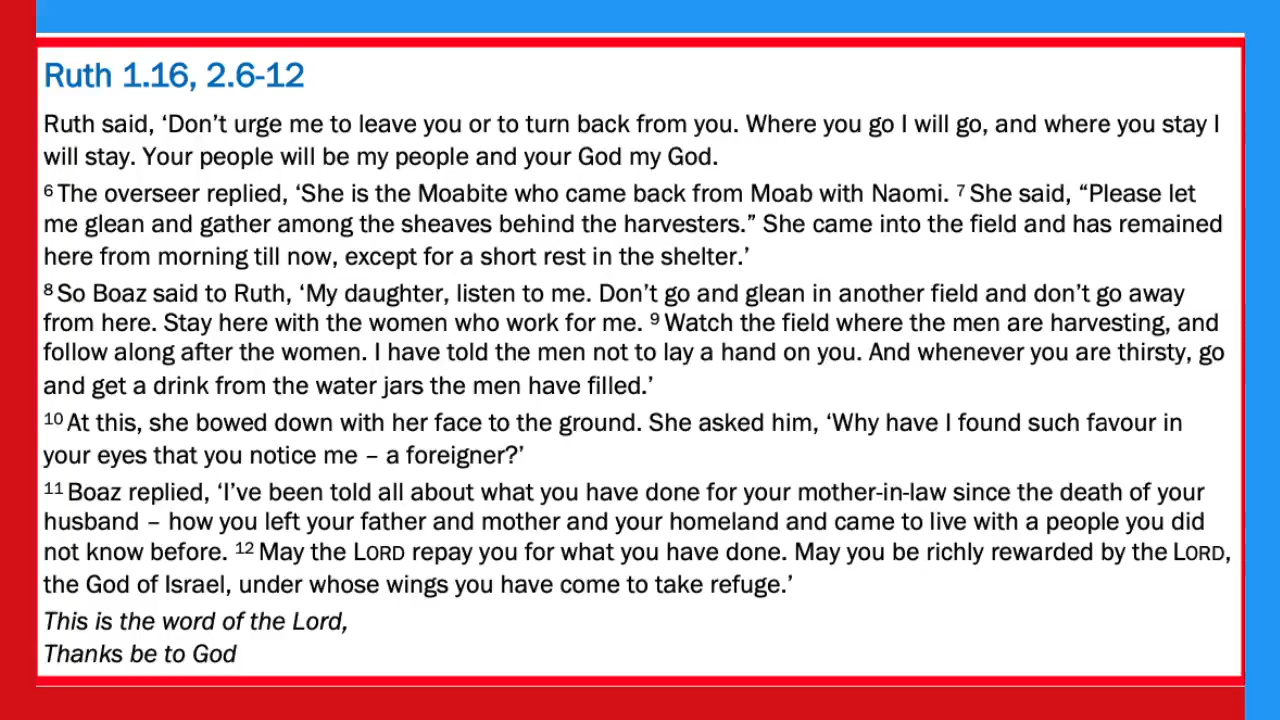 Ruth 1.16, 2.6-12
Ruth said, ‘Don’t urge me to leave you or to turn back from you. Where you go I will go, and where you stay I
will stay. Your people will be my people and your God my God.
6 The overseer replied, ‘She is the Moabite who came back from Moab with Naomi. 7 She said, “Please let
me glean and gather among the sheaves behind the harvesters.” She came into the field and has remained
here from morning till now, except for a short rest in the shelter.’
8 So Boaz said to Ruth, ‘My daughter, listen to me. Don’t go and glean in another field and don’t go away
from here. Stay here with the women who work for me. 9 Watch the field where the men are harvesting, and
follow along after the women. I have told the men not to lay a hand on you. And whenever you are thirsty, go
and get a drink from the water jars the men have filled.’
10 At this, she bowed down with her face to the ground. She asked him, ‘Why have I found such favour in
your eyes that you notice me – a foreigner?’
11 Boaz replied, ‘I’ve been told all about what you have done for your mother-in-law since the death of your
husband – how you left your father and mother and your homeland and came to live with a people you did
not know before. 12 May the LORD repay you for what you have done. May you be richly rewarded by the LORD,
the God of Israel, under whose wings you have come to take refuge.’
This is the word of the Lord,
Thanks be to God